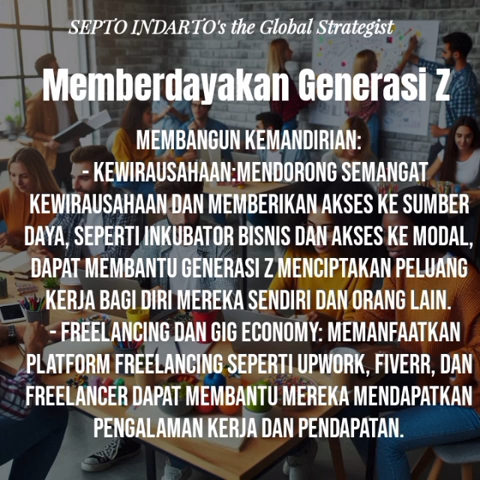 SEPTO INDARTO's the Global Strategist
Memberdayakan Generasi Z
MEMBANGUN KEMANDIRIAN:
- KEWIRAUSAHAAN:MENDORONG SEMANGAT
KEWIRAUSAHAAN DAN MEMBERIKAN AKSES KE SUMBER
DAYA, SEPERTI INKUBATOR BISNIS DAN AKSES KE MODAL,
DAPAT MEMBANTU GENERASI Z MENCIPTAKAN PELUANG
KERJA BAGI DIRI MEREKA SENDIRI DAN ORANG LAIN.
- FREELANCING DAN GIG ECONOMY: MEMANFAATKAN
PLATFORM FREELANCING SEPERTI UPWORK, FIVERR, DAN
FREELANCER DAPAT MEMBANTU MEREKA MENDAPATKAN
PENGALAMAN KERJA DAN PENDAPATAN.